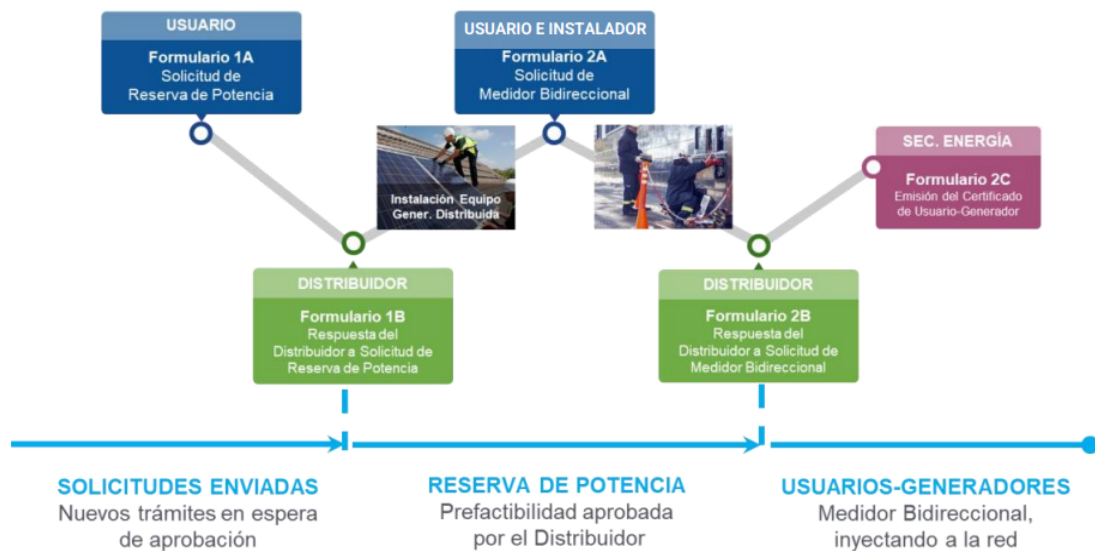 USUARIO
Formulario 1A
Solicitud de
Reserva de Potencia
USUARIO E INSTALADOR
Formulario 2A
Solicitud de
Medidor Bidireccional
Instalación Equipo
Gener. Distribuida
SEC. ENERGÍA
Formulario 2C
Emisión del Certificado
de Usuario-Generador
DISTRIBUIDOR
Formulario 1B
Respuesta del
Distribuidor a Solicitud de
Reserva de Potencia
DISTRIBUIDOR
Formulario 2B
Respuesta del
Distribuidor a Solicitud de
Medidor Bidireccional
SOLICITUDES ENVIADAS
Nuevos trámites en espera
de aprobación
RESERVA DE POTENCIA
Prefactibilidad aprobada
por el Distribuidor
USUARIOS-GENERADORES
Medidor Bidireccional,
inyectando a la red